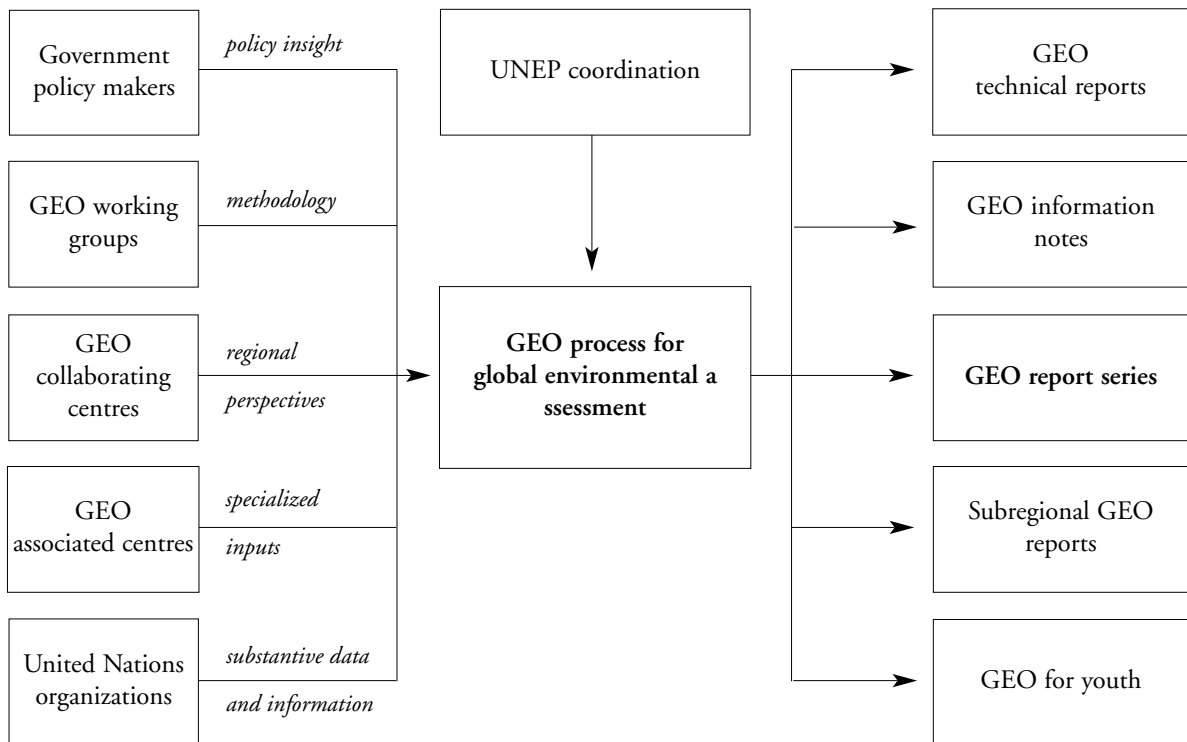 Government
policy makers
policy insight
GEO working
groups
methodology
GEO
collaborating
centres
regional
perspectives
GEO
associated centres
specialized
inputs
United Nations
organizations
substantive data
and information
UNEP coordination
GEO process for
global environmental a
ssessment
GEO
technical reports
GEO information
notes
GEO report series
Subregional GEO
reports
GEO for youth